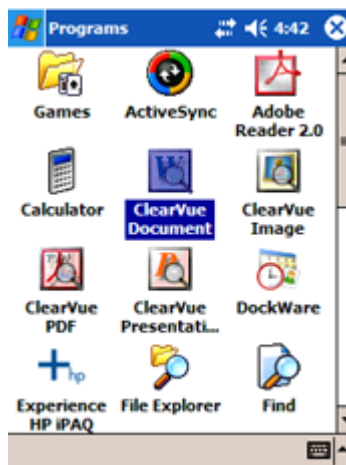 Programs 4:42
Games ActiveSync Adobe
Reader 2.0
Calculator ClearVue
Document ClearVue
Image
ClearVue
PDF ClearVue
Presentati... DockWare
hp
Experience
HP iPAQ File Explorer Find